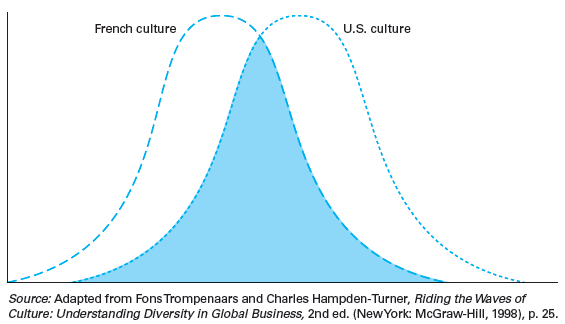 French culture
U.S. culture
Source: Adapted from Fons Trompenaars and Charles Hampden-Turner, Riding the Waves of
Culture: Understanding Diversity in Global Business, 2nd ed. (New York: McGraw-Hill, 1998), p. 25.